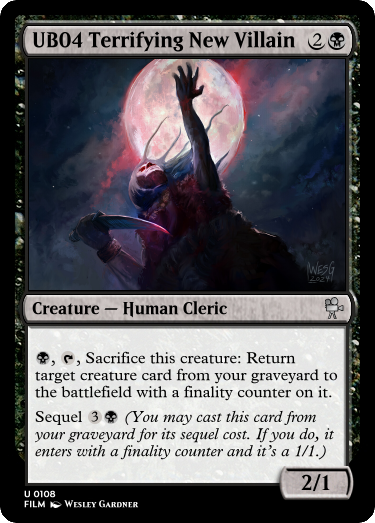 UB04 Terrifying New Villain 2
WESG
2024
Creature — Human Cleric
, , Sacrifice this creature: Return
target creature card from your graveyard to
the battlefield with a finality counter on it.
Sequel 3 (You may cast this card from
your graveyard for its sequel cost. If you do, it
enters with a finality counter and it's a 1/1.)
2/1
U 0108
FILM Wesley Gardner